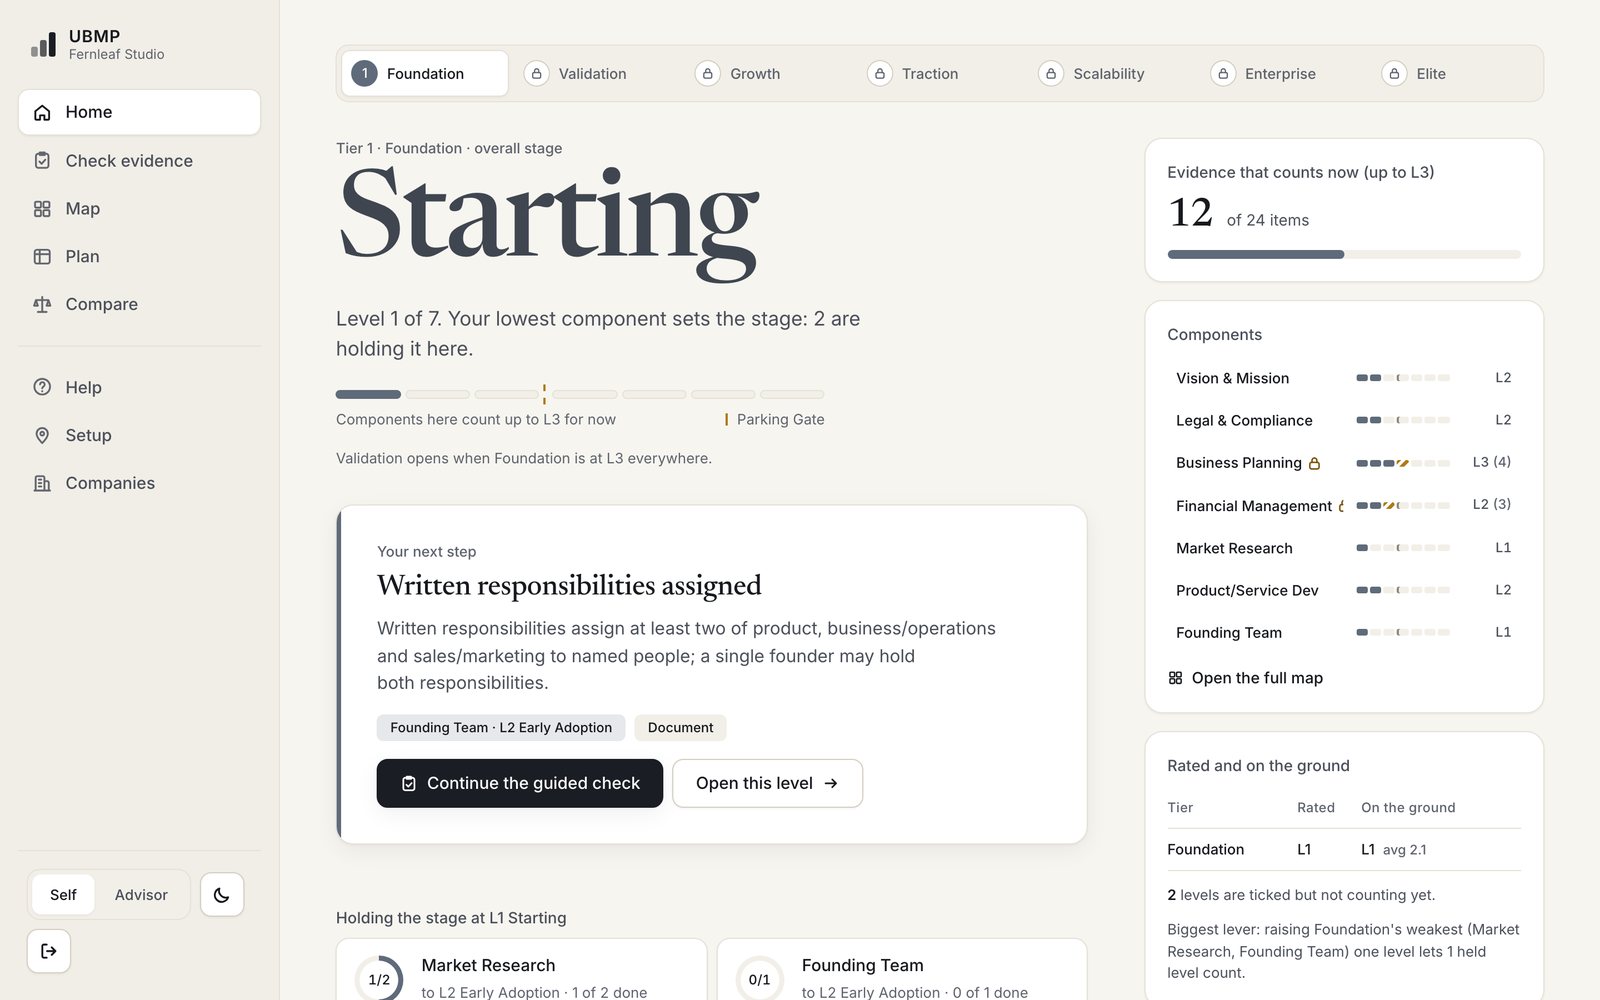 UBMP
Fernleaf Studio
Home
Check evidence
Map
Plan
Compare
Help
Setup
Companies
Self
Advisor
1 Foundation
Validation
Growth
Traction
Scalability
Enterprise
Elite
Tier 1 · Foundation · overall stage
Starting
Level 1 of 7. Your lowest component sets the stage: 2 are
holding it here.
Components here count up to L3 for now
Parking Gate
Validation opens when Foundation is at L3 everywhere.
Your next step
Written responsibilities assigned
Written responsibilities assign at least two of product, business/operations
and sales/marketing to named people; a single founder may hold
both responsibilities.
Founding Team · L2 Early Adoption
Document
Continue the guided check
Open this level →
Holding the stage at L1 Starting
1/2
Market Research
to L2 Early Adoption · 1 of 2 done
0/1
Founding Team
to L2 Early Adoption · 0 of 1 done
Evidence that counts now (up to L3)
12 of 24 items
Components
Vision & Mission L2
Legal & Compliance L2
Business Planning L3 (4)
Financial Management L2 (3)
Market Research L1
Product/Service Dev L2
Founding Team L1
Open the full map
Rated and on the ground
Tier Rated On the ground
Foundation L1 L1 avg 2.1
2 levels are ticked but not counting yet.
Biggest lever: raising Foundation's weakest (Market
Research, Founding Team) one level lets 1 held
level count.